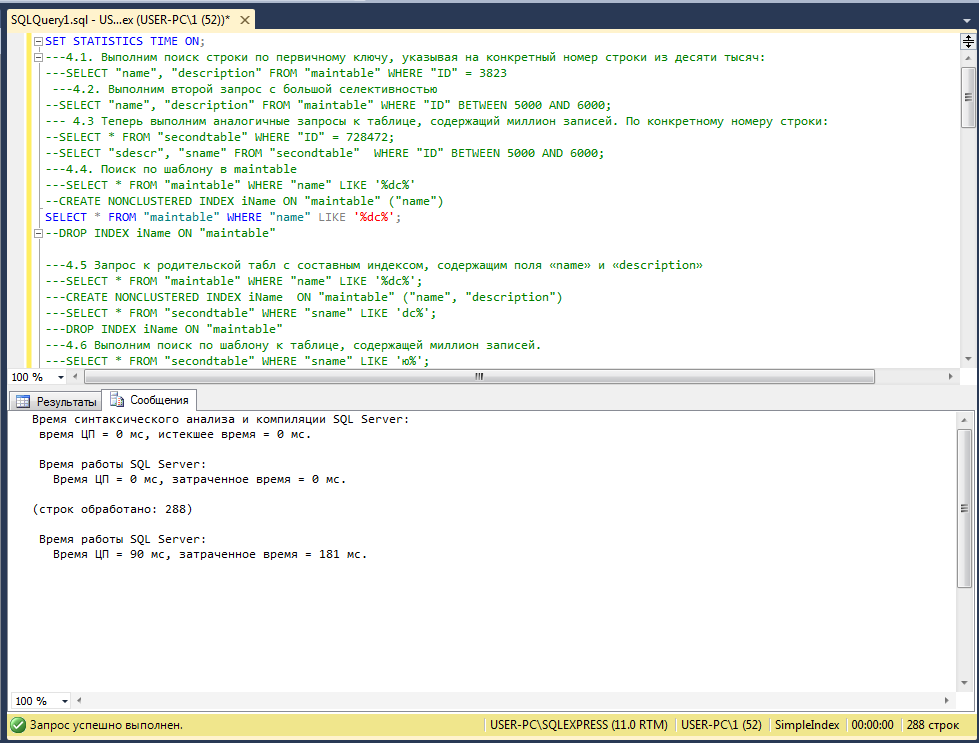 SQLQuery1.sql - US...ex (USER-PC\1 (52))*
SET STATISTICS TIME ON;
---4.1. Выполним поиск строки по первичному ключу, указывая на конкретный номер строки из десяти тысяч:
---SELECT "name", "description" FROM "maintable" WHERE "ID" = 3823
---4.2. Выполним второй запрос с большой селективностью
--SELECT "name", "description" FROM "maintable" WHERE "ID" BETWEEN 5000 AND 6000;
--- 4.3 Теперь выполним аналогичные запросы к таблице, содержащий миллион записей. По конкретному номеру строки:
--SELECT * FROM "secondtable" WHERE "ID" = 728472;
--SELECT "sdescr", "sname" FROM "secondtable"  WHERE "ID" BETWEEN 5000 AND 6000;
---4.4. Поиск по шаблону в maintable
---SELECT * FROM "maintable" WHERE "name" LIKE '%dc%'
--CREATE NONCLUSTERED INDEX iName ON "maintable" ("name")
SELECT * FROM "maintable" WHERE "name" LIKE '%dc%';
--DROP INDEX iName ON "maintable"
---4.5 Запрос к родительской табл с составным индексом, содержащим поля «name» и «description»
---SELECT * FROM "maintable" WHERE "name" LIKE '%dc%';
---CREATE NONCLUSTERED INDEX iName  ON "maintable" ("name", "description")
---SELECT * FROM "secondtable" WHERE "sname" LIKE 'dc%';
---DROP INDEX iName ON "maintable"
---4.6 Выполним поиск по шаблону к таблице, содержащей миллион записей.
---SELECT * FROM "secondtable" WHERE "sname" LIKE 'ю%';
100 %
Результаты Сообщения
Время синтаксического анализа и компиляции SQL Server:
время ЦП = 0 мс, истекшее время = 0 мс.
Время работы SQL Server:
Время ЦП = 0 мс, затраченное время = 0 мс.
(строк обработано: 288)
Время работы SQL Server:
Время ЦП = 90 мс, затраченное время = 181 мс.
100 %
Запрос успешно выполнен. USER-PC\SQLEXPRESS (11.0 RTM) USER-PC\1 (52) SimpleIndex 00:00:00 288 строк